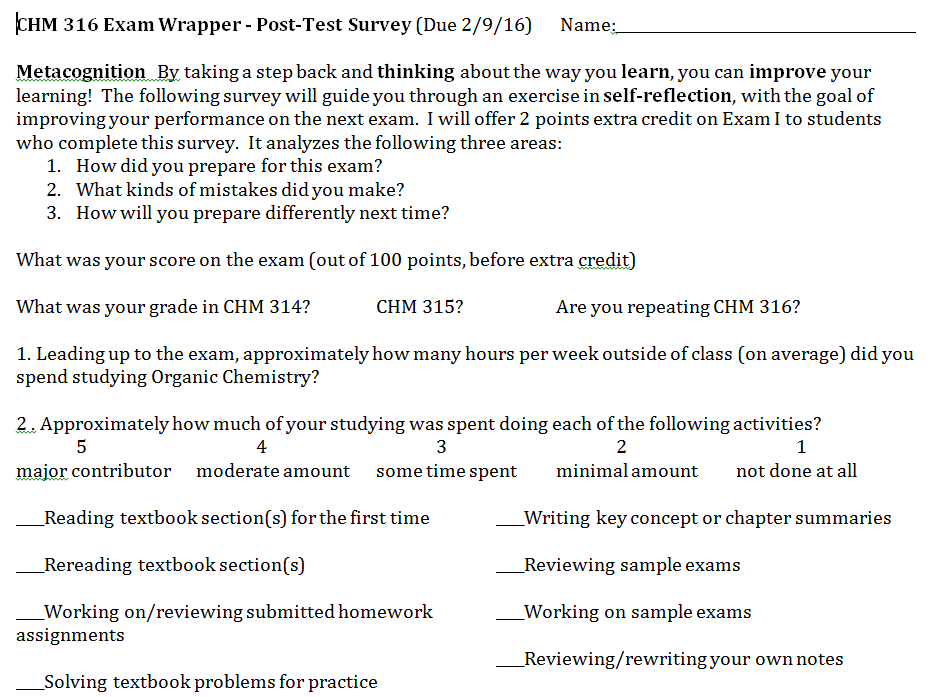 CHM 316 Exam Wrapper - Post-Test Survey (Due 2/9/16) Name:____________________
Metacognition By taking a step back and thinking about the way you learn, you can improve your
learning! The following survey will guide you through an exercise in self-reflection, with the goal of
improving your performance on the next exam. I will offer 2 points extra credit on Exam I to students
who complete this survey. It analyzes the following three areas:
1. How did you prepare for this exam?
2. What kinds of mistakes did you make?
3. How will you prepare differently next time?
What was your score on the exam (out of 100 points, before extra credit)
What was your grade in CHM 314? CHM 315? Are you repeating CHM 316?
1. Leading up to the exam, approximately how many hours per week outside of class (on average) did you
spend studying Organic Chemistry?
2. Approximately how much of your studying was spent doing each of the following activities?
5 4 3 2 1
major contributor moderate amount some time spent minimal amount not done at all
___Reading textbook section(s) for the first time
___Rereading textbook section(s)
___Working on/reviewing submitted homework
assignments
___Solving textbook problems for practice
___Writing key concept or chapter summaries
___Reviewing sample exams
___Working on sample exams
___Reviewing/rewriting your own notes